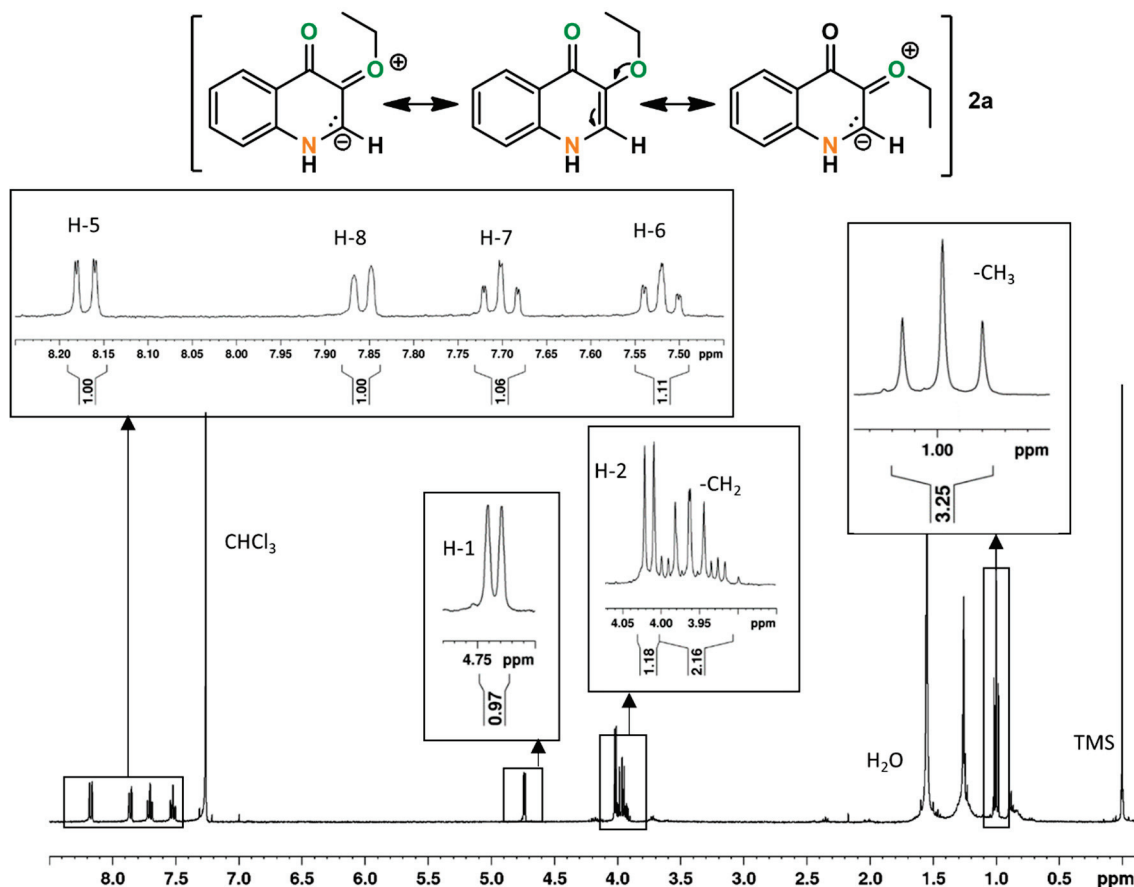 O O O
O ⊕ O O ⊕
N ⊖ H N H N ⊖ H 2a
H H H
H-5 H-8 H-7 H-6
8.20 8.15 8.10 8.05 8.00 7.95 7.90 7.85 7.80 7.75 7.70 7.65 7.60 7.55 7.50 ppm
1.00 1.00 1.06 1.11
-CH3
1.00 ppm
3.25
H-2 -CH2
4.05 4.00 3.95 ppm
1.18 2.16
H-1
4.75 ppm
0.97
CHCl3
H2O
TMS
8.0 7.5 7.0 6.5 6.0 5.5 5.0 4.5 4.0 3.5 3.0 2.5 2.0 1.5 1.0 0.5 0.0 ppm